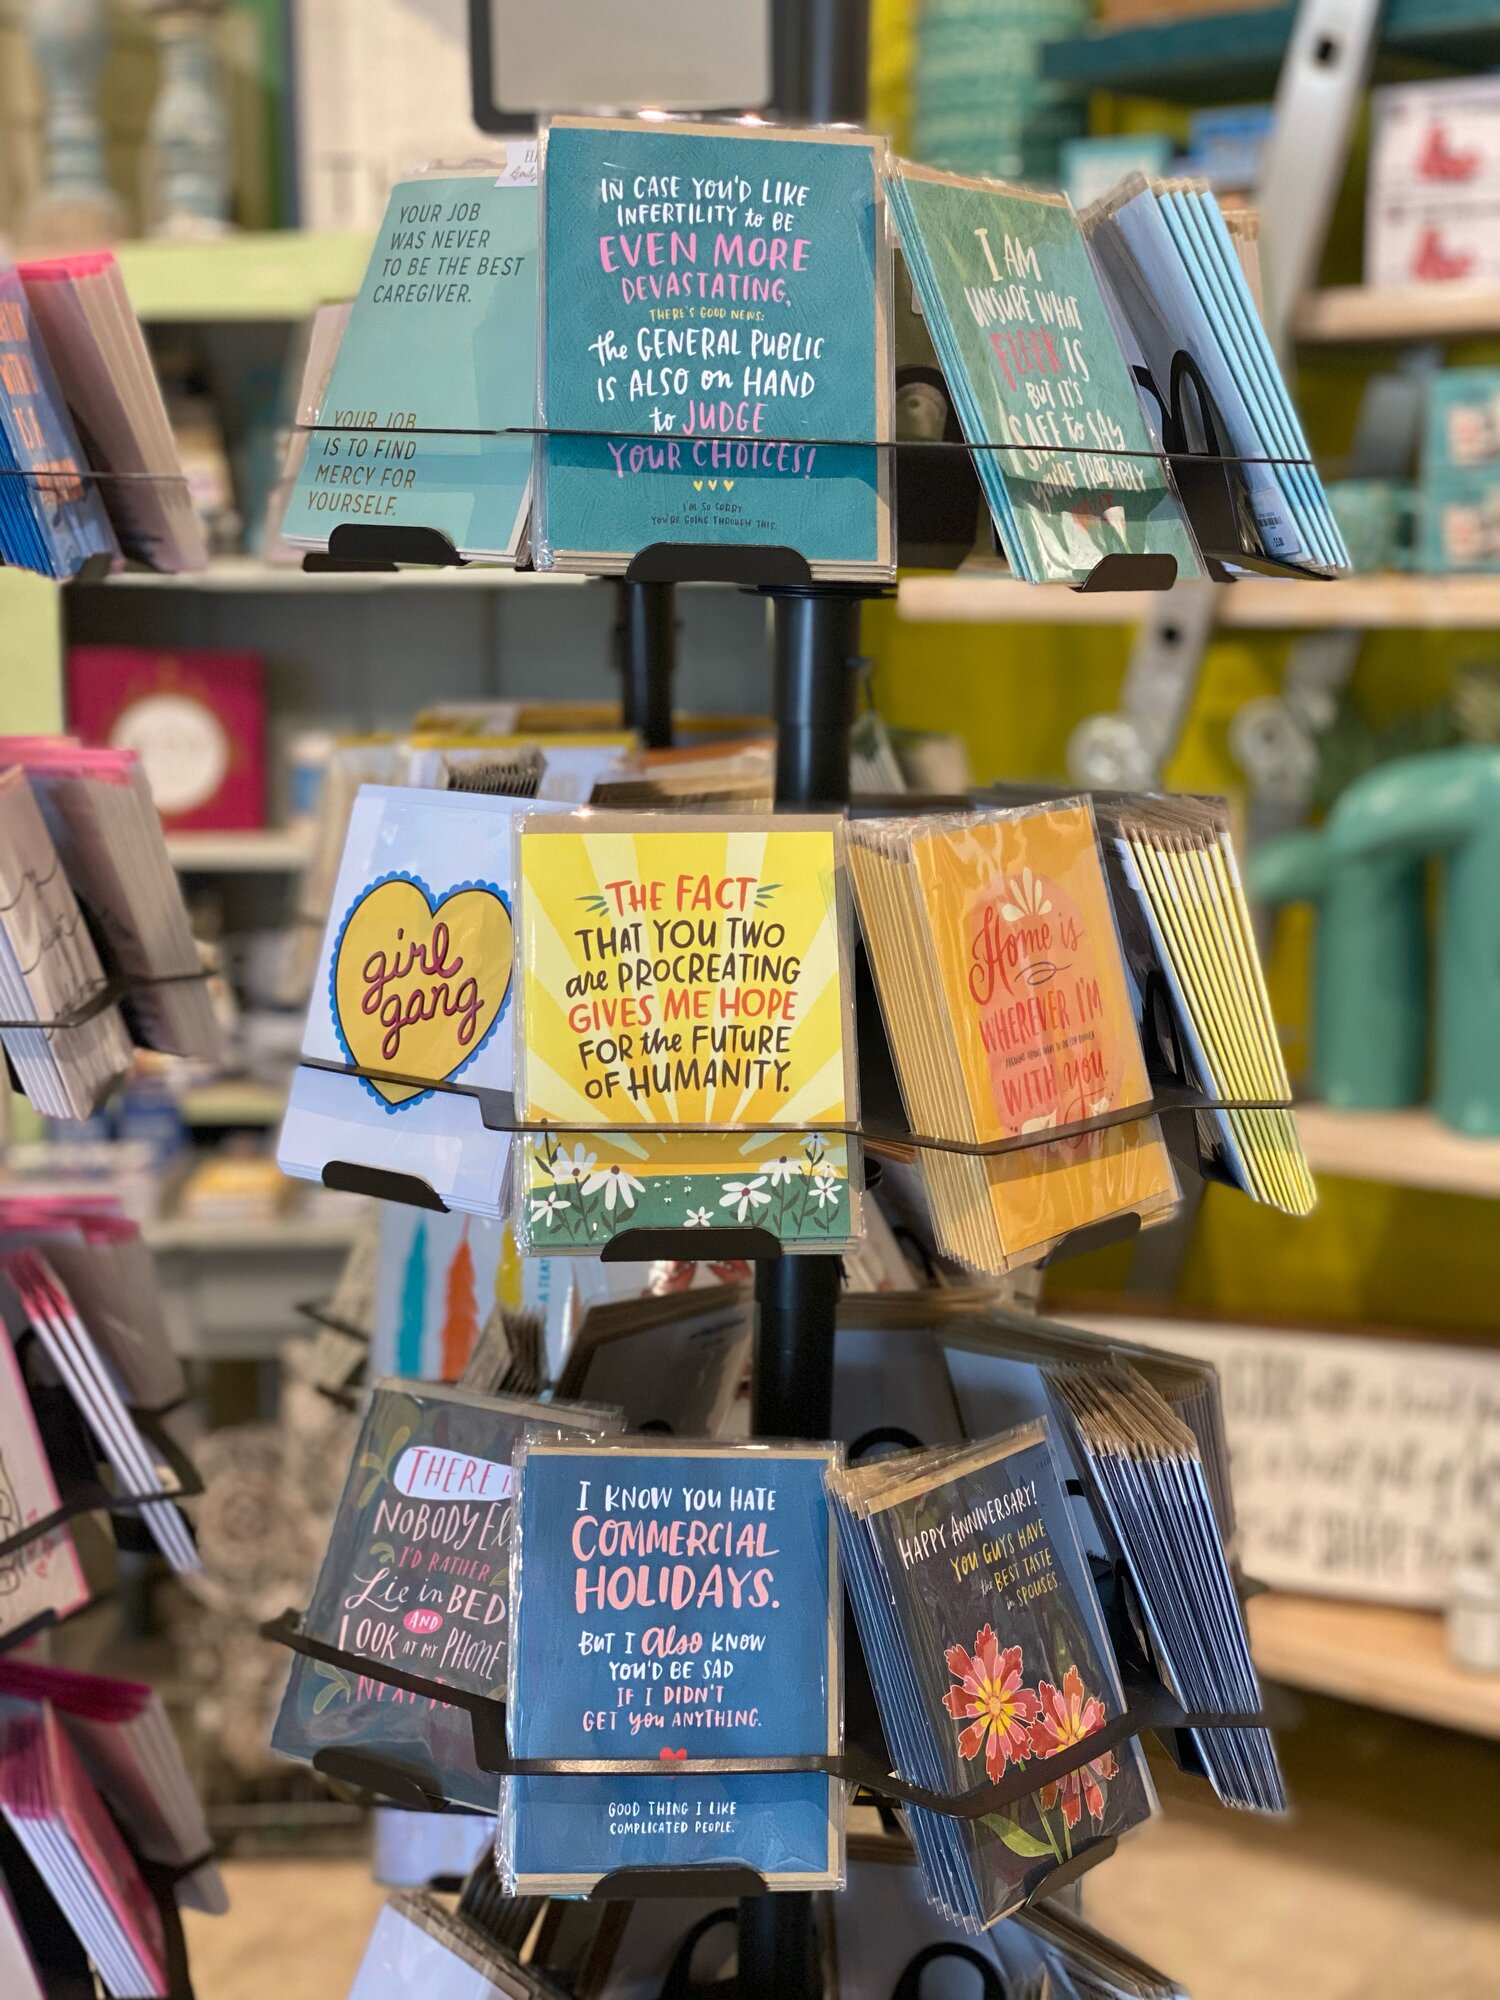 YOUR JOB
WAS NEVER
TO BE THE BEST
CAREGIVER.
YOUR JOB
IS TO FIND
MERCY FOR
YOURSELF.
IN CASE YOU'D LIKE
INFERTILITY to BE
EVEN MORE
DEVASTATING,
THERE'S GOOD NEWS:
the GENERAL PUBLIC
IS ALSO on HAND
to JUDGE
YOUR CHOICES!
I'M SO SORRY
YOU'RE GOING THROUGH THIS.
I AM
UNSURE WHAT
FLEEK IS
BUT IT'S
SAFE to SAY
YOU'RE PROBABLY
girl
gang
THE FACT
THAT YOU TWO
are PROCREATING
GIVES ME HOPE
FOR the FUTURE
OF HUMANITY.
Home is
WHEREVER I'M
WITH you.
THERE IS
NOBODY
I'D RATHER
Lie in BED
AND
LOOK AT MY PHONE
NEXT
I KNOW YOU HATE
COMMERCIAL
HOLIDAYS.
BUT I also KNOW
YOU'D BE SAD
IF I DIDN'T
GET you ANYTHING.
GOOD THING I LIKE
COMPLICATED PEOPLE.
HAPPY ANNIVERSARY!
YOU GUYS HAVE
the BEST TASTE
in SPOUSES.